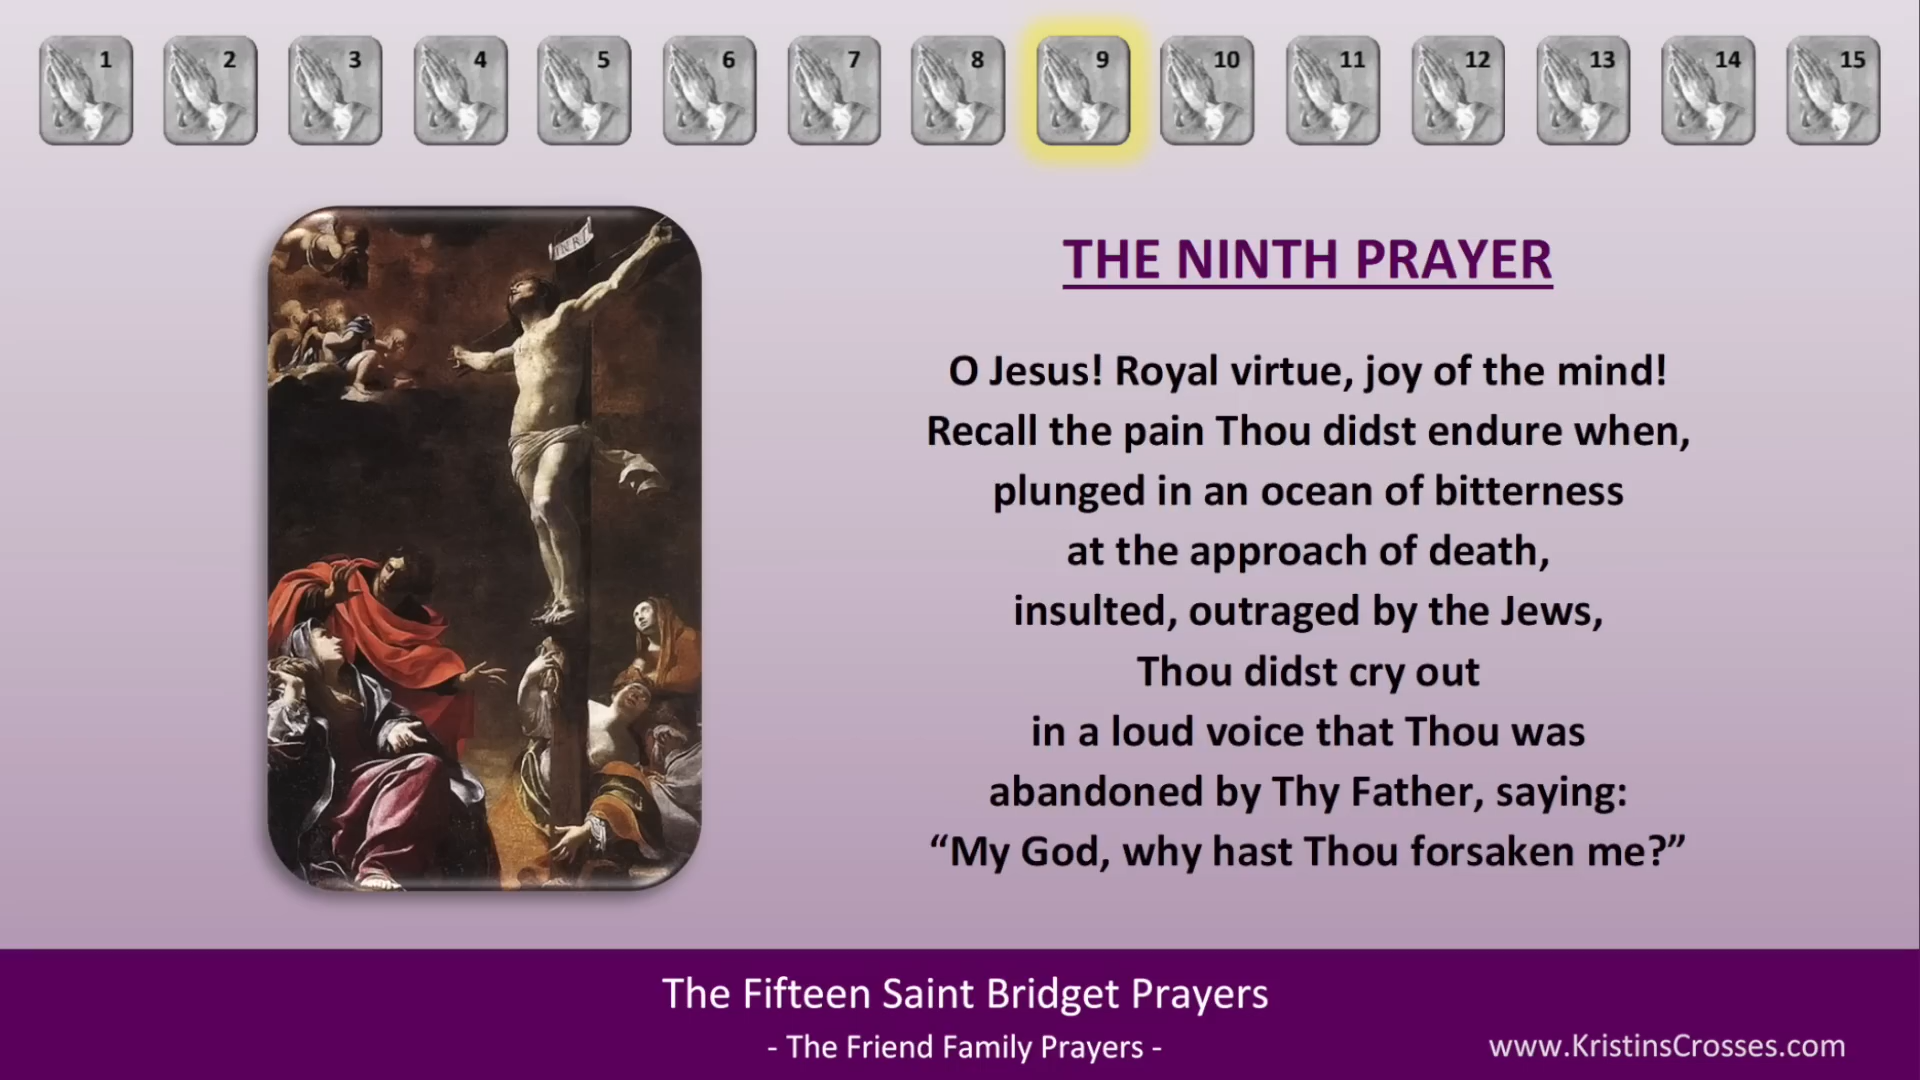 1 2 3 4 5 6 7 8 9 10 11 12 13 14 15
INRI
THE NINTH PRAYER
O Jesus! Royal virtue, joy of the mind!
Recall the pain Thou didst endure when,
plunged in an ocean of bitterness
at the approach of death,
insulted, outraged by the Jews,
Thou didst cry out
in a loud voice that Thou was
abandoned by Thy Father, saying:
“My God, why hast Thou forsaken me?”
The Fifteen Saint Bridget Prayers
- The Friend Family Prayers -
www.KristinsCrosses.com